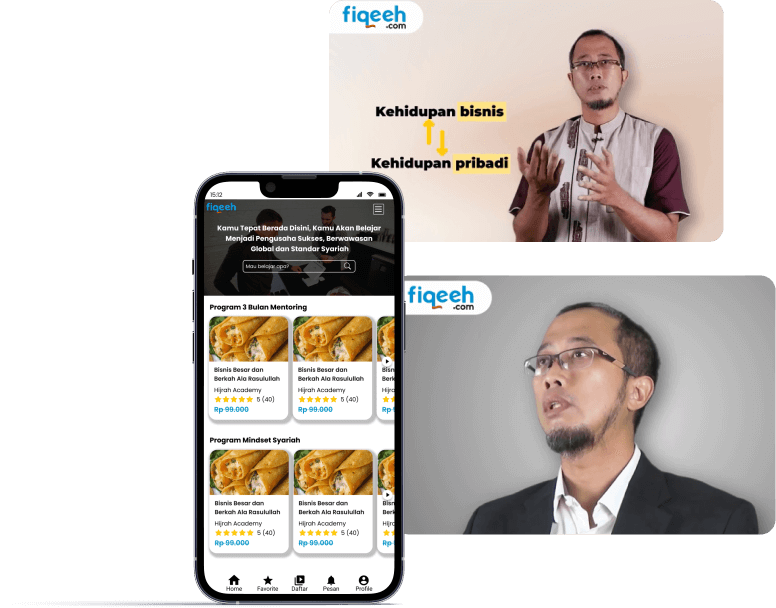 fiqeeh
.com
Kehidupan bisnis
Kehidupan pribadi
15:12
fiqeeh
Kamu Tepat Berada Disini, Kamu Akan Belajar
Menjadi Pengusaha Sukses, Berwawasan
Global dan Standar Syariah
Mau belajar apa?
Program 3 Bulan Mentoring
Bisnis Besar dan
Berkah Ala Rasulullah
Hijrah Academy
5 (40)
Rp 99.000
Bisnis Besar dan
Berkah Ala Rasulullah
Hijrah Academy
5 (40)
Rp 99.000
Program Mindset Syariah
Bisnis Besar dan
Berkah Ala Rasulullah
Hijrah Academy
5 (40)
Rp 99.000
Bisnis Besar dan
Berkah Ala Rasulullah
Hijrah Academy
5 (40)
Rp 99.000
Home
Favorite
Daftar
Pesan
Profile
fiqeeh
.com